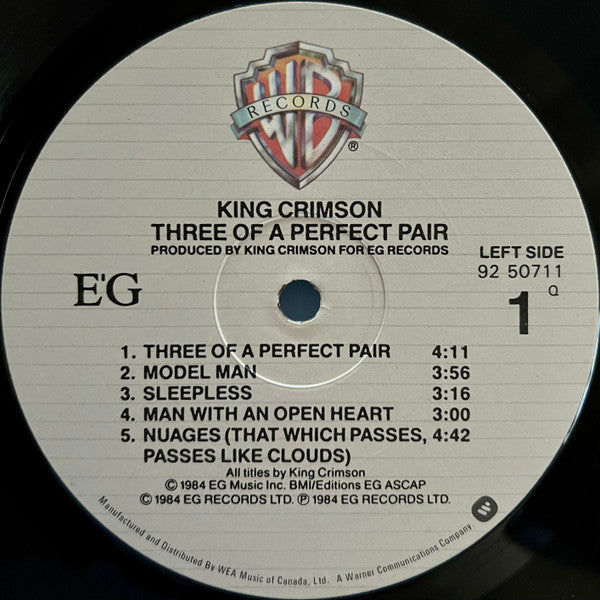 WB
RECORDS
®
KING CRIMSON
THREE OF A PERFECT PAIR
PRODUCED BY KING CRIMSON FOR EG RECORDS
E'G
LEFT SIDE
92 50711
Q
1
1. THREE OF A PERFECT PAIR 4:11
2. MODEL MAN 3:56
3. SLEEPLESS 3:16
4. MAN WITH AN OPEN HEART 3:00
5. NUAGES (THAT WHICH PASSES, 4:42
PASSES LIKE CLOUDS)
All titles by King Crimson
© 1984 EG Music Inc. BMI/Editions EG ASCAP
© 1984 EG RECORDS LTD. ℗ 1984 EG RECORDS LTD.
Manufactured and Distributed By WEA Music of Canada, Ltd. A Warner Communications Company.